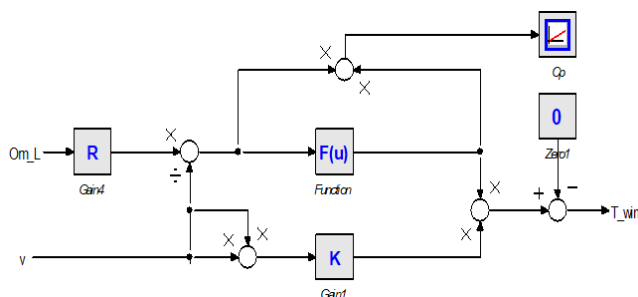 Cp
0
Zero1
Om_L
R
Gain4
F(u)
Function
T_win
v
K
Gain1